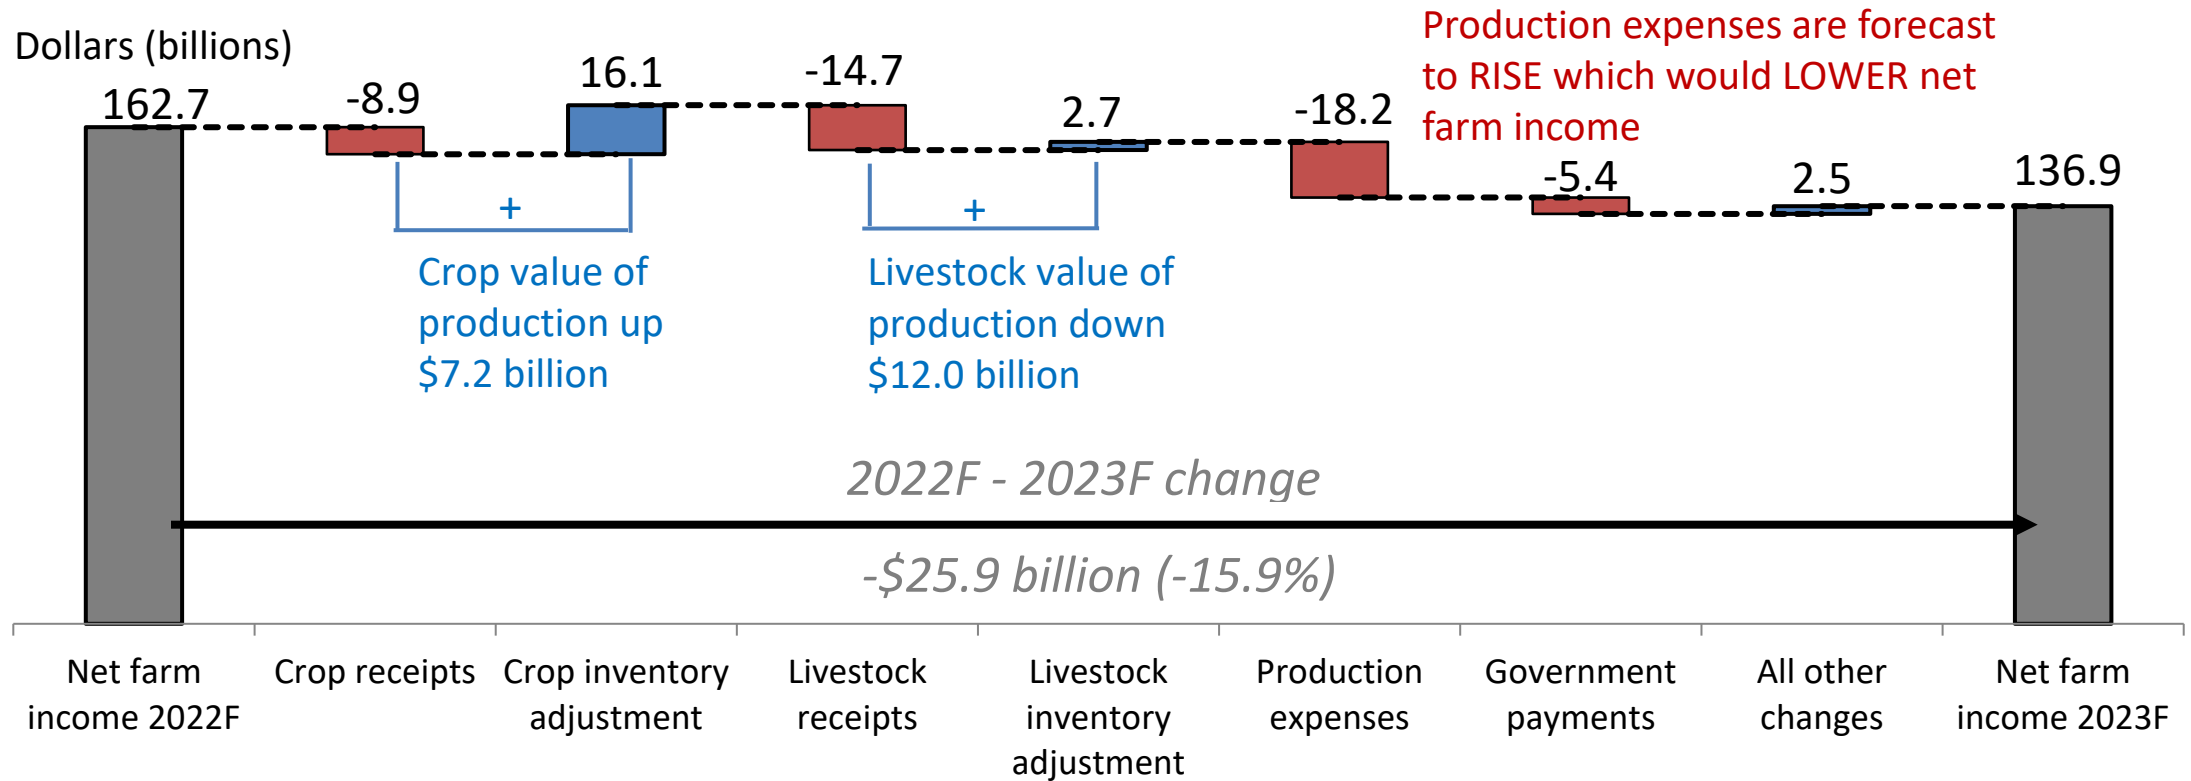 Dollars (billions)
162.7
-8.9
16.1
-14.7
2.7
-18.2
-5.4
2.5
136.9
Production expenses are forecast
to RISE which would LOWER net
farm income
+
Crop value of
production up
$7.2 billion
+
Livestock value of
production down
$12.0 billion
2022F - 2023F change
-$25.9 billion (-15.9%)
Net farm
income 2022F
Crop receipts
Crop inventory
adjustment
Livestock
receipts
Livestock
inventory
adjustment
Production
expenses
Government
payments
All other
changes
Net farm
income 2023F